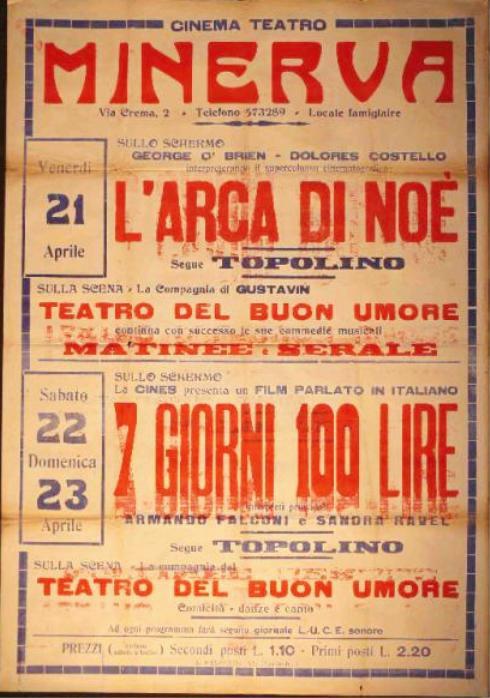 CINEMA TEATRO
MINERVA
Via Crema, 2 • Telefono 573289 • Locale famigliare
Venerdì
21
Aprile
SULLO SCHERMO
GEORGE O' BRIEN - DOLORES COSTELLO
interpreteranno il supercolosso cinematografico
L'ARCA DI NOÈ
Segue TOPOLINO
SULLA SCENA - La Compagnia di GUSTAVIN
TEATRO DEL BUON UMORE
continua con successo le sue commedie musicali
MATINÉE : SERALE
Sabato
22
Domenica
23
Aprile
SULLO SCHERMO
La CINES presenta un FILM PARLATO IN ITALIANO
7 GIORNI 100 LIRE
Interpreti principali
ARMANDO FALCONI e SANDRA RAVEL
Segue TOPOLINO
SULLA SCENA - La compagnia del
TEATRO DEL BUON UMORE
Comicità - danze e canto
Ad ogni programma farà seguito giornale L.U.C.E. sonoro
PREZZI Secondi posti L. 1.10 - Primi posti L. 2.20